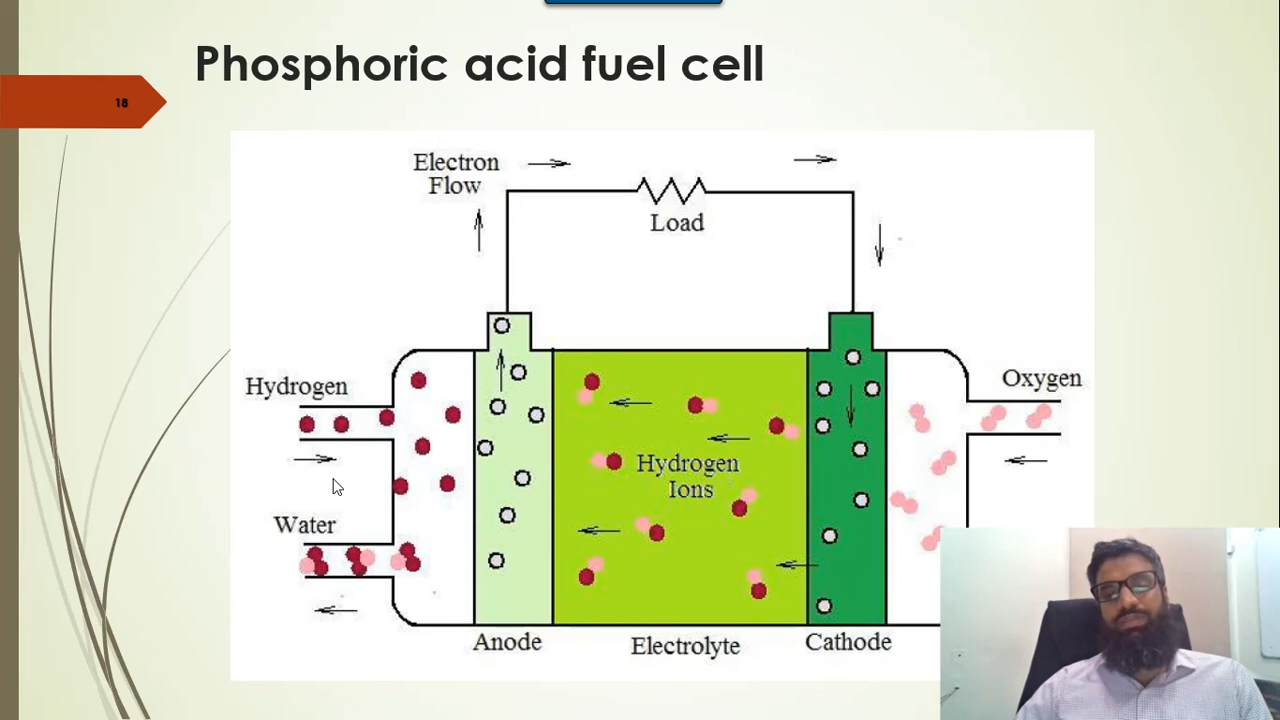 Phosphoric acid fuel cell
18
Electron
Flow
Load
Hydrogen
Oxygen
Hydrogen
Ions
Water
Anode
Electrolyte
Cathode